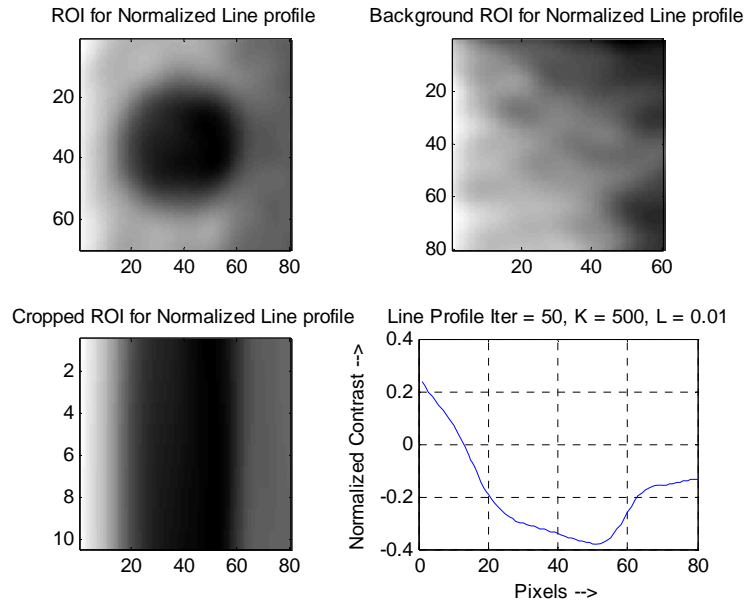 ROI for Normalized Line profile
20
40
60
20 40 60 80
Background ROI for Normalized Line profile
20
40
60
80
20 40 60
Cropped ROI for Normalized Line profile
2
4
6
8
10
20 40 60 80
Line Profile Iter = 50, K = 500, L = 0.01
Normalized Contrast -->
0.4
0.2
0
-0.2
-0.4
0 20 40 60 80
Pixels -->